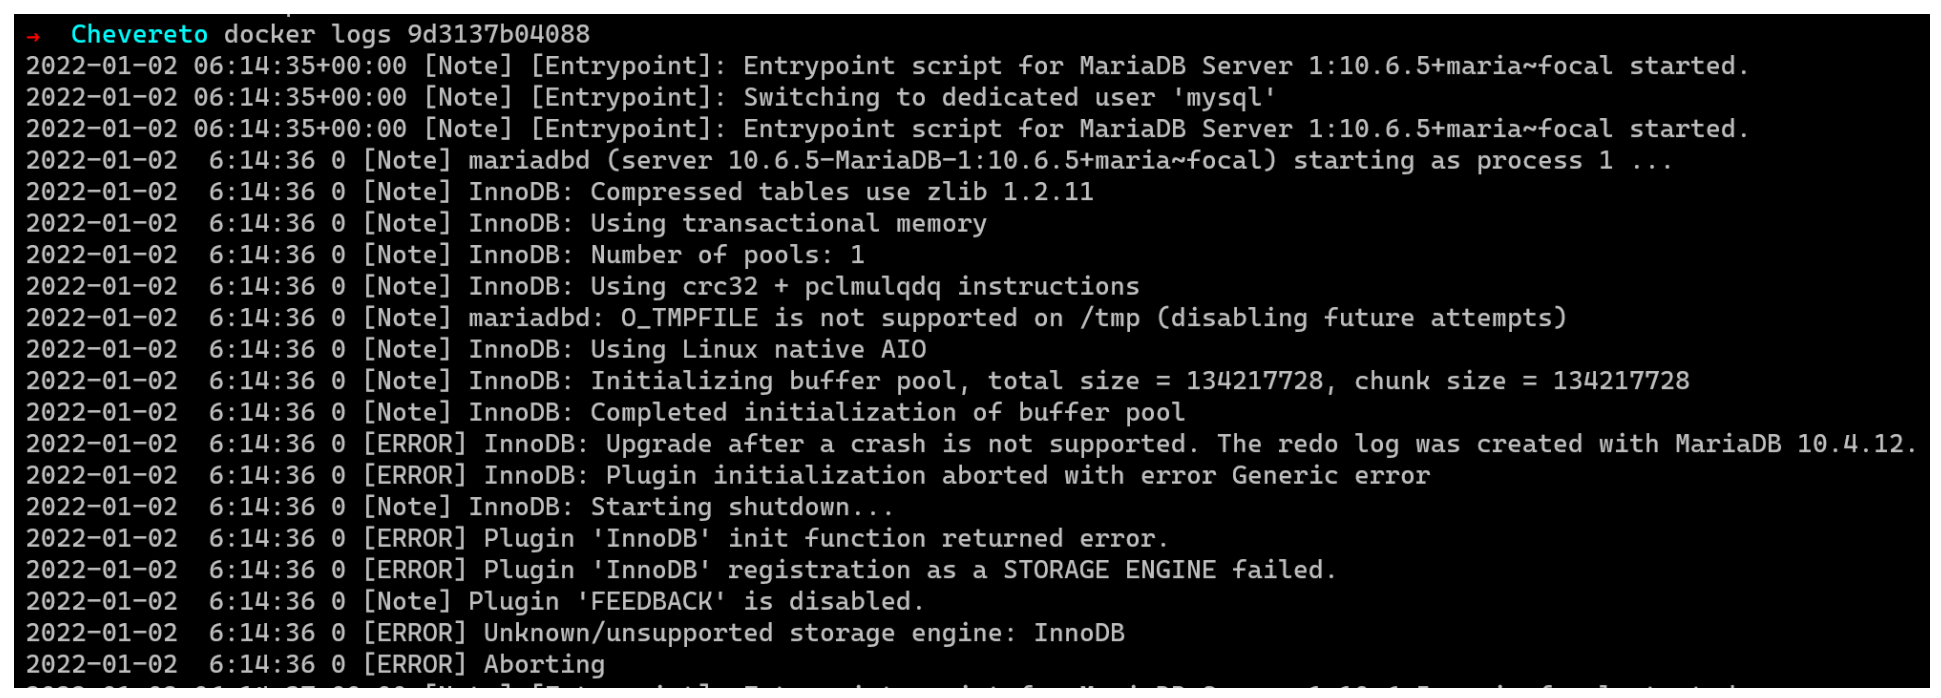 → Chevereto docker logs 9d3137b04088
2022-01-02 06:14:35+00:00 [Note] [Entrypoint]: Entrypoint script for MariaDB Server 1:10.6.5+maria~focal started.
2022-01-02 06:14:35+00:00 [Note] [Entrypoint]: Switching to dedicated user 'mysql'
2022-01-02 06:14:35+00:00 [Note] [Entrypoint]: Entrypoint script for MariaDB Server 1:10.6.5+maria~focal started.
2022-01-02  6:14:36 0 [Note] mariadbd (server 10.6.5-MariaDB-1:10.6.5+maria~focal) starting as process 1 ...
2022-01-02  6:14:36 0 [Note] InnoDB: Compressed tables use zlib 1.2.11
2022-01-02  6:14:36 0 [Note] InnoDB: Using transactional memory
2022-01-02  6:14:36 0 [Note] InnoDB: Number of pools: 1
2022-01-02  6:14:36 0 [Note] InnoDB: Using crc32 + pclmulqdq instructions
2022-01-02  6:14:36 0 [Note] mariadbd: O_TMPFILE is not supported on /tmp (disabling future attempts)
2022-01-02  6:14:36 0 [Note] InnoDB: Using Linux native AIO
2022-01-02  6:14:36 0 [Note] InnoDB: Initializing buffer pool, total size = 134217728, chunk size = 134217728
2022-01-02  6:14:36 0 [Note] InnoDB: Completed initialization of buffer pool
2022-01-02  6:14:36 0 [ERROR] InnoDB: Upgrade after a crash is not supported. The redo log was created with MariaDB 10.4.12.
2022-01-02  6:14:36 0 [ERROR] InnoDB: Plugin initialization aborted with error Generic error
2022-01-02  6:14:36 0 [Note] InnoDB: Starting shutdown...
2022-01-02  6:14:36 0 [ERROR] Plugin 'InnoDB' init function returned error.
2022-01-02  6:14:36 0 [ERROR] Plugin 'InnoDB' registration as a STORAGE ENGINE failed.
2022-01-02  6:14:36 0 [Note] Plugin 'FEEDBACK' is disabled.
2022-01-02  6:14:36 0 [ERROR] Unknown/unsupported storage engine: InnoDB
2022-01-02  6:14:36 0 [ERROR] Aborting